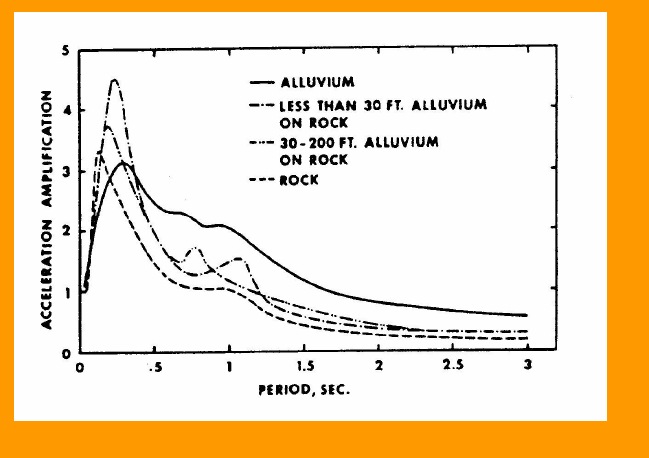 5
4
3
2
1
0
ACCELERATION AMPLIFICATION
ALLUVIUM
LESS THAN 30 FT. ALLUVIUM
ON ROCK
30-200 FT. ALLUVIUM
ON ROCK
ROCK
0 .5 1 1.5 2 2.5 3
PERIOD, SEC.